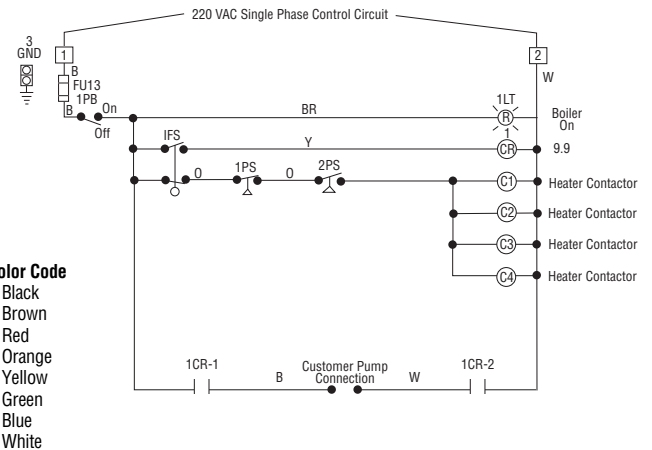 220 VAC Single Phase Control Circuit
3
GND
1
2
B
FU13
W
1PB
B
On
Off
BR
1LT
R
Boiler
On
IFS
Y
1
CR
9.9
O
1PS
O
2PS
C1
Heater Contactor
C2
Heater Contactor
C3
Heater Contactor
C4
Heater Contactor
olor Code
Black
Brown
Red
Orange
Yellow
Green
Blue
White
1CR-1
B
Customer Pump
Connection
W
1CR-2